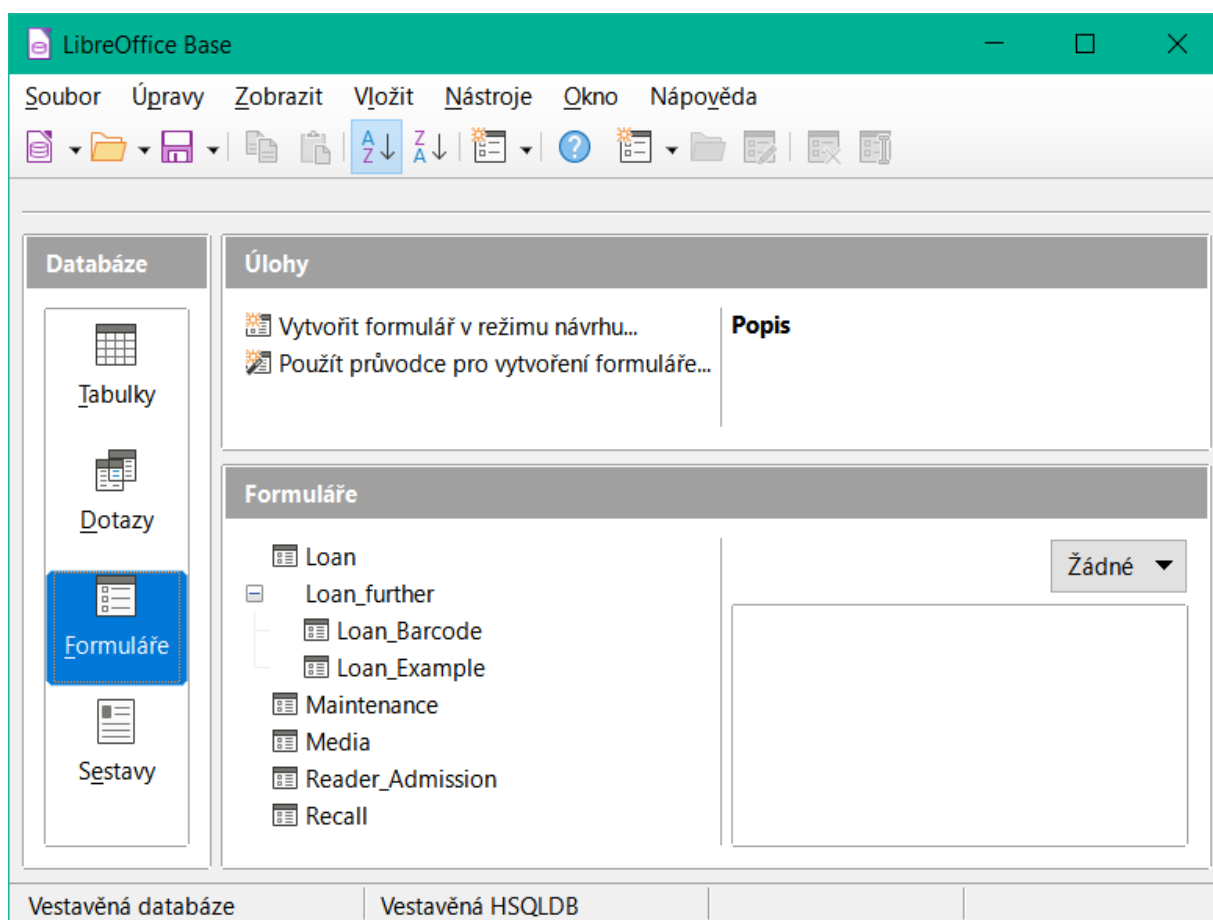 LibreOffice Base
Soubor Úpravy Zobrazit Vložit Nástroje Okno Nápověda
Databáze
Tabulky
Dotazy
Formuláře
Sestavy
Úlohy
Vytvořit formulář v režimu návrhu...
Použít průvodce pro vytvoření formuláře...
Popis
Formuláře
Loan
Loan_further
Loan_Barcode
Loan_Example
Maintenance
Media
Reader_Admission
Recall
Žádné
Vestavěná databáze Vestavěná HSQLDB